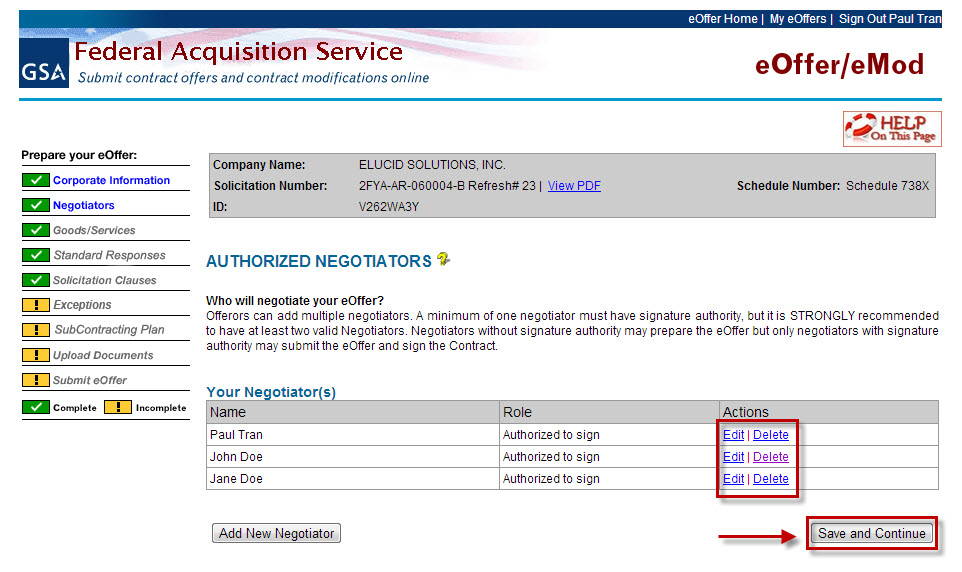 eOffer Home | My eOffers | Sign Out Paul Tran
GSA
Federal Acquisition Service
Submit contract offers and contract modifications online
eOffer/eMod
HELP
On This Page
Prepare your eOffer:
Corporate Information
Negotiators
Goods/Services
Standard Responses
Solicitation Clauses
Exceptions
SubContracting Plan
Upload Documents
Submit eOffer
Complete Incomplete
Company Name: ELUCID SOLUTIONS, INC.
Solicitation Number: 2FYA-AR-060004-B Refresh# 23 | View PDF Schedule Number: Schedule 738X
ID: V262WA3Y
AUTHORIZED NEGOTIATORS ?
Who will negotiate your eOffer?
Offerors can add multiple negotiators. A minimum of one negotiator must have signature authority, but it is STRONGLY recommended
to have at least two valid Negotiators. Negotiators without signature authority may prepare the eOffer but only negotiators with signature
authority may submit the eOffer and sign the Contract.
Your Negotiator(s)
Name Role Actions
Paul Tran Authorized to sign Edit | Delete
John Doe Authorized to sign Edit | Delete
Jane Doe Authorized to sign Edit | Delete
Add New Negotiator Save and Continue